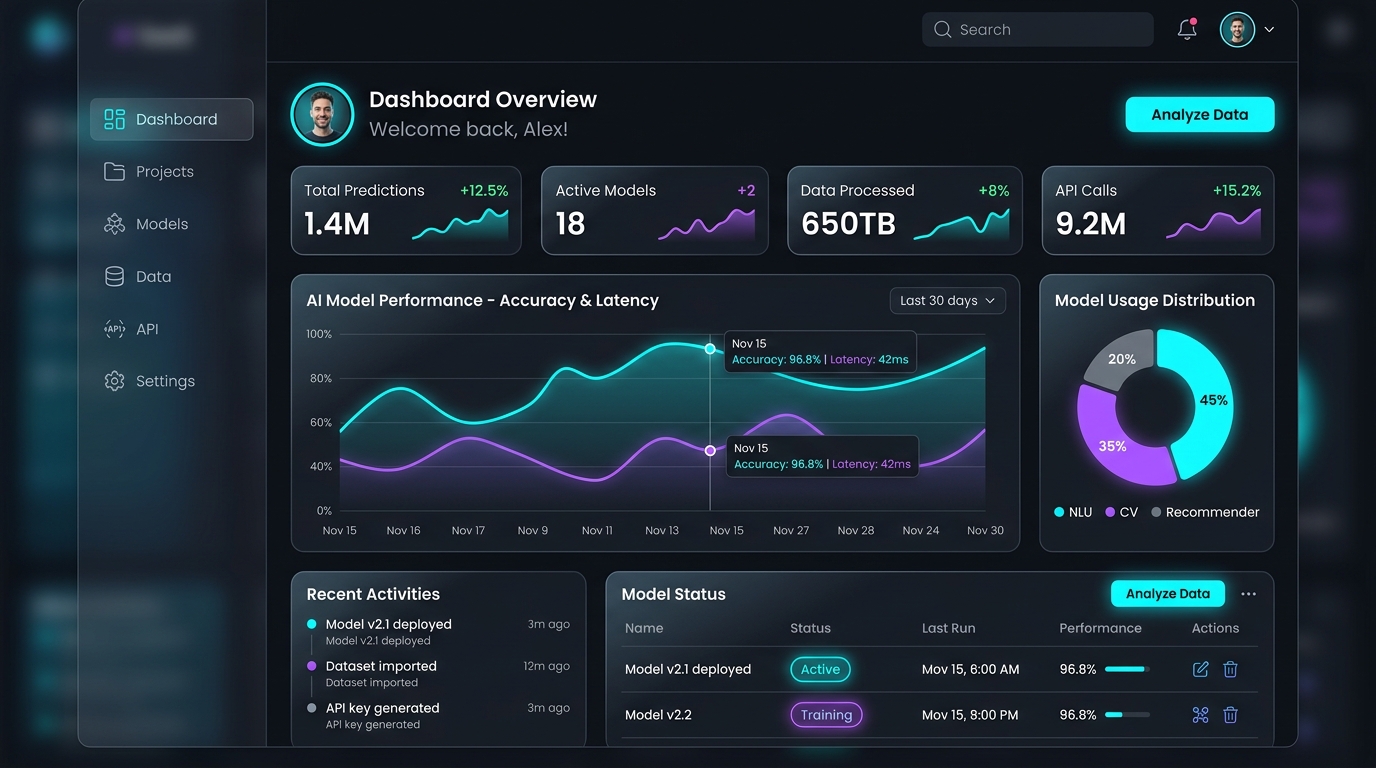 Search
Dashboard
Projects
Models
Data
API
API
Settings
Dashboard Overview
Welcome back, Alex!
Analyze Data
Total Predictions +12.5%
1.4M
Active Models +2
18
Data Processed +8%
650TB
API Calls +15.2%
9.2M
AI Model Performance - Accuracy & Latency
Last 30 days
100%
80%
60%
40%
0%
Nov 15
Accuracy: 96.8% | Latency: 42ms
Nov 15
Accuracy: 96.8% | Latency: 42ms
Nov 15 Nov 16 Nov 17 Nov 9 Nov 11 Nov 13 Nov 15 Nov 27 Nov 28 Nov 24 Nov 30
Model Usage Distribution
20%
45%
35%
NLU CV Recommender
Recent Activities
Model v2.1 deployed 3m ago
Model v2.1 deployed
Dataset imported 12m ago
Dataset imported
API key generated 3m ago
API key generated
Model Status
Analyze Data
Name Status Last Run Performance Actions
Model v2.1 deployed Active Mov 15, 6:00 AM 96.8%
Model v2.2 Training Mov 15, 8:00 PM 96.8%